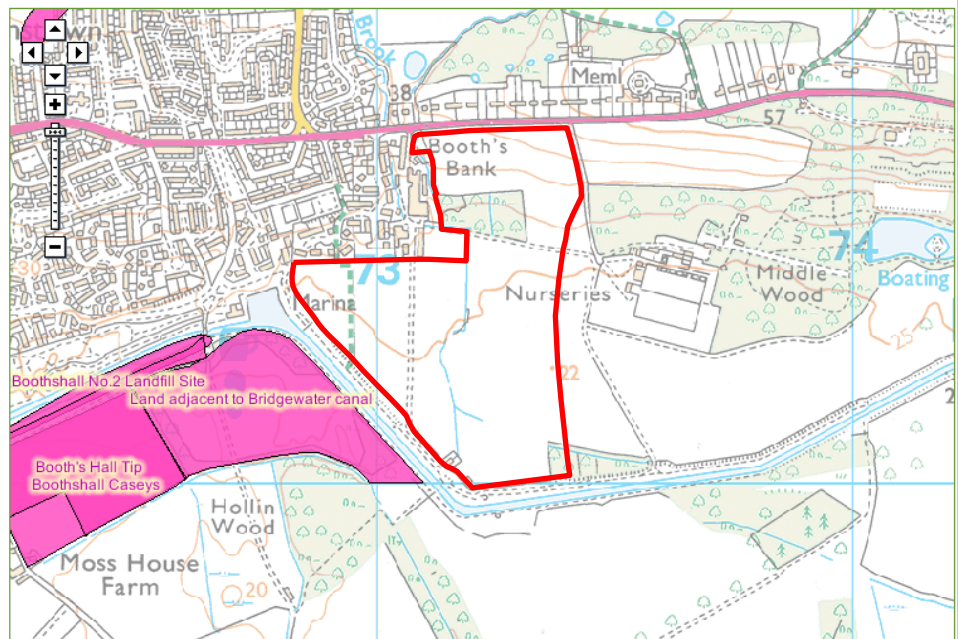 Brook
38
Meml
57
Booth's
Bank
73
74
30
Marina
Nurseries
Middle
Wood
Boating
25
22
Boothshall No.2 Landfill Site
Land adjacent to Bridgewater canal
Booth's Hall Tip
Boothshall Caseys
Hollin
Wood
Moss House
Farm
20